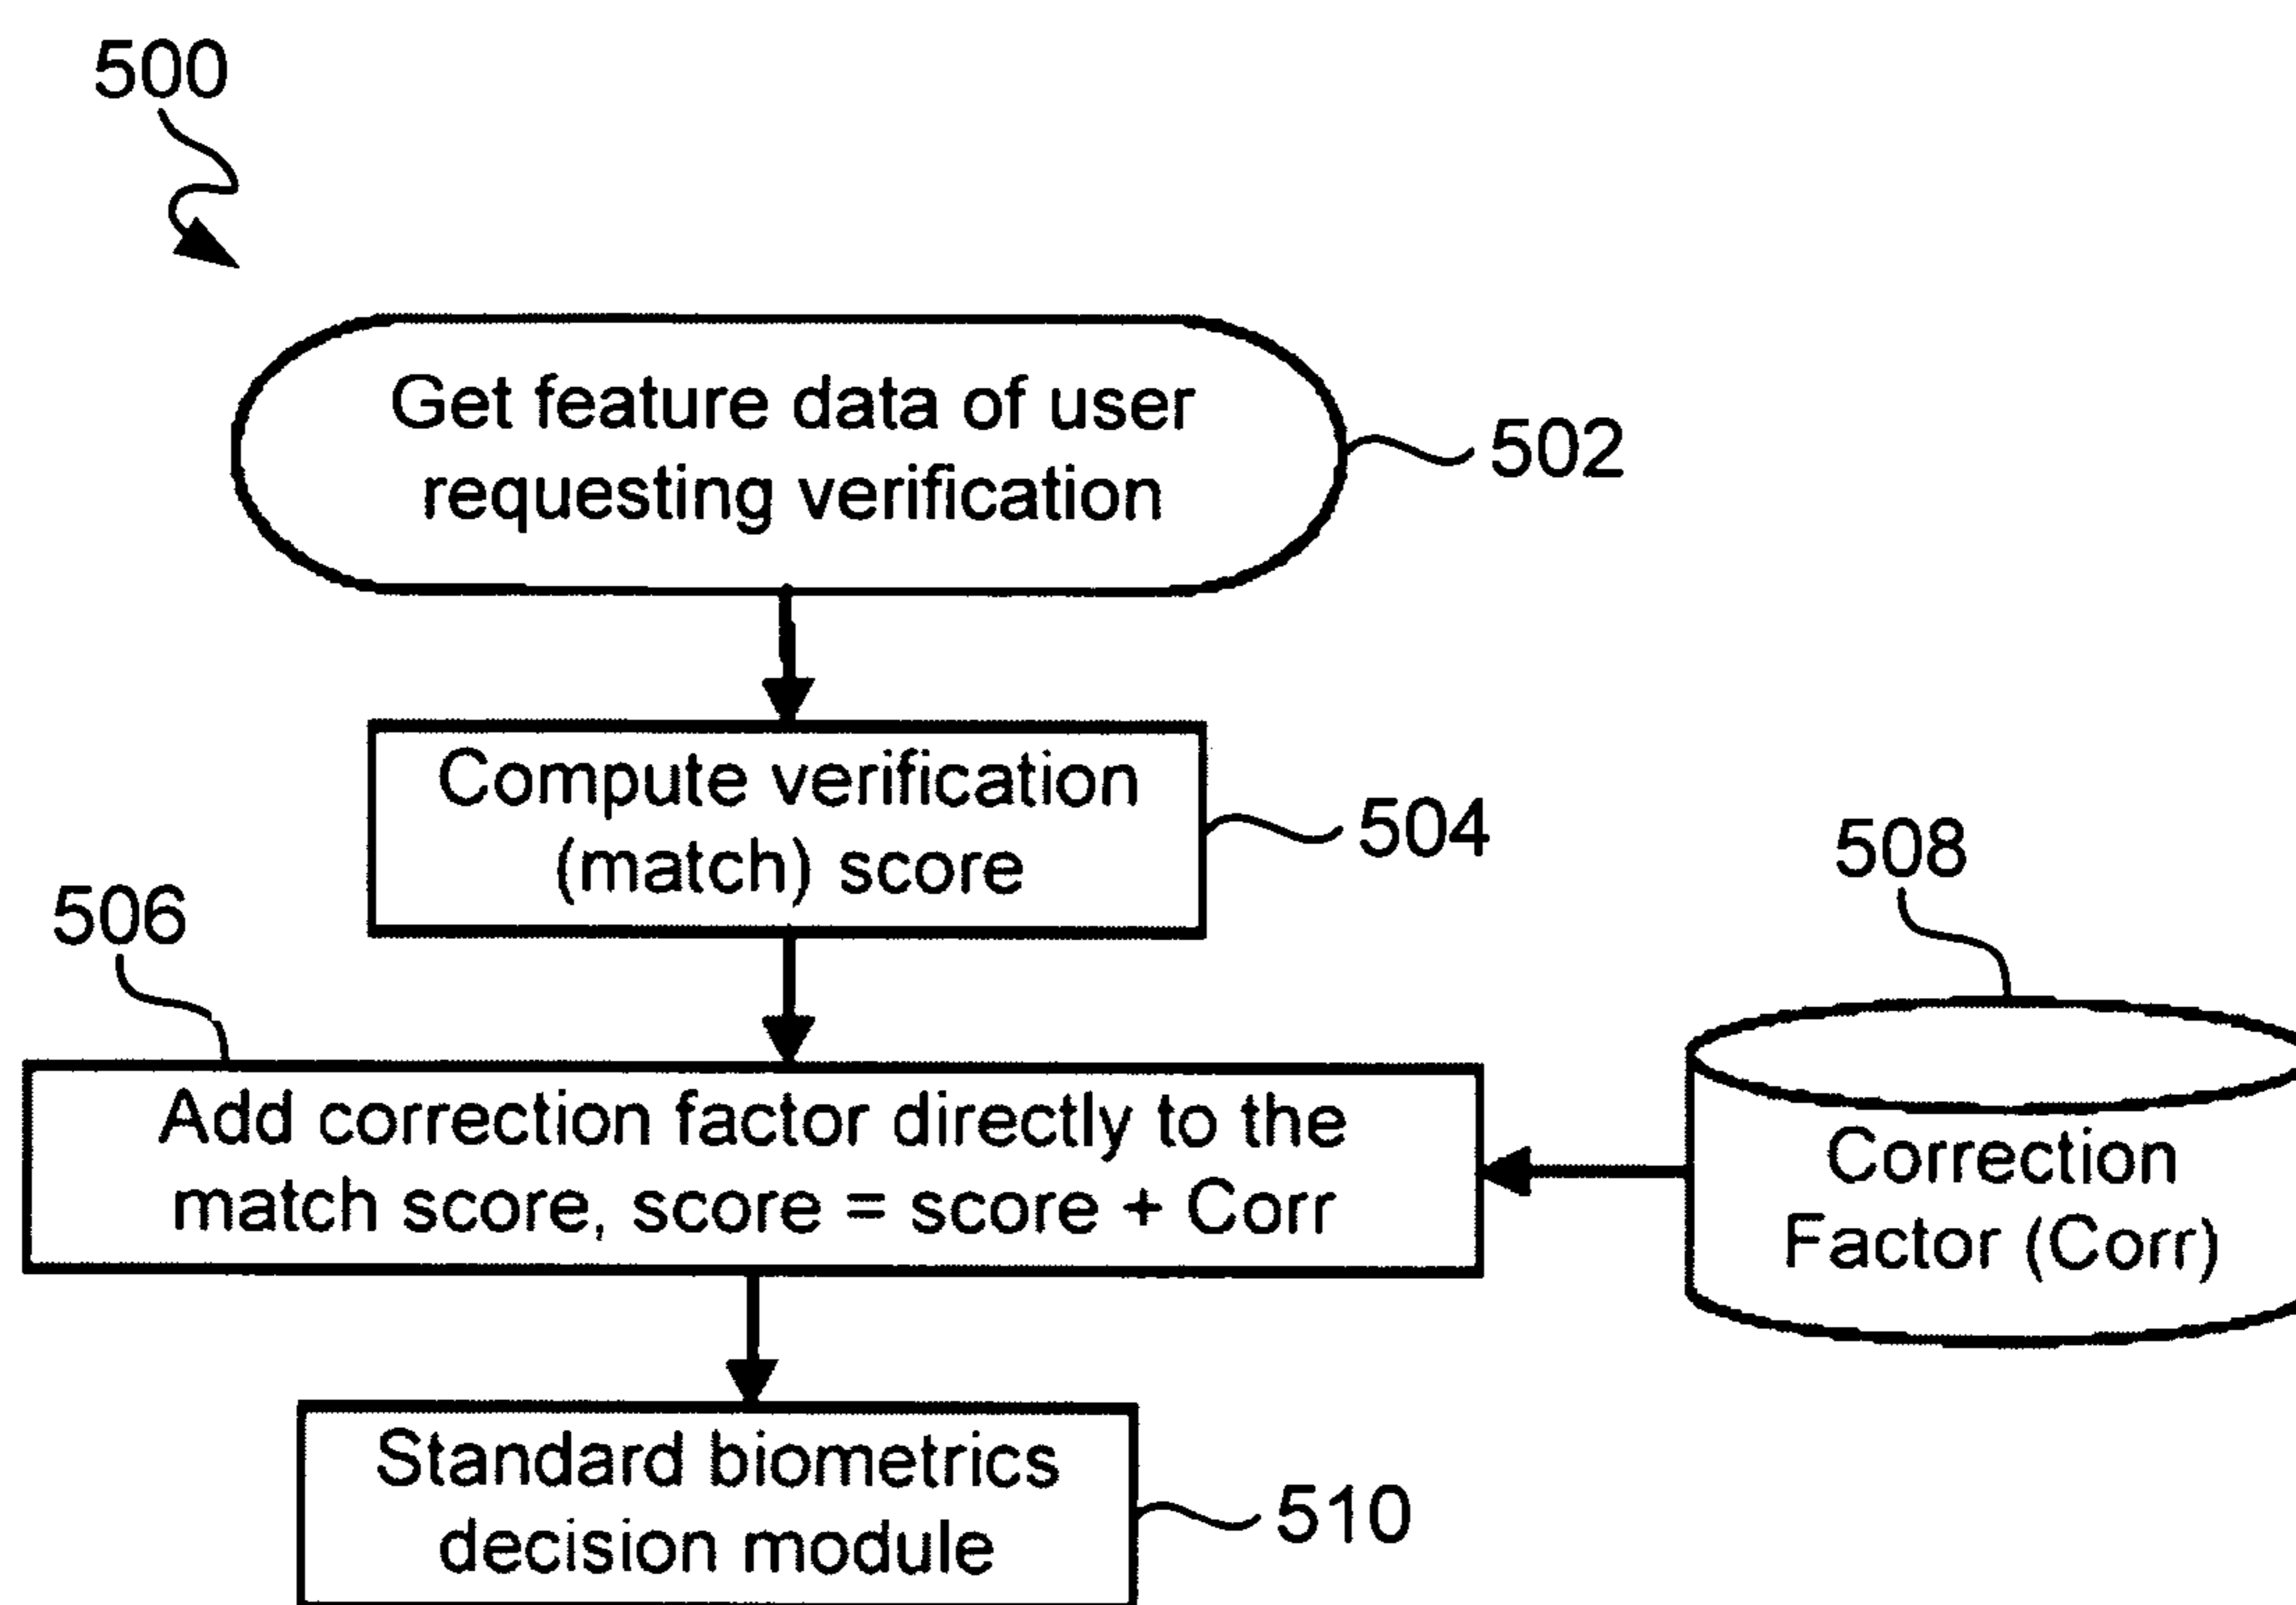 500
Get feature data of user
requesting verification
502
Compute verification
(match) score
504
506
508
Add correction factor directly to the
match score, score = score + Corr
Correction
Factor (Corr)
Standard biometrics
decision module
510